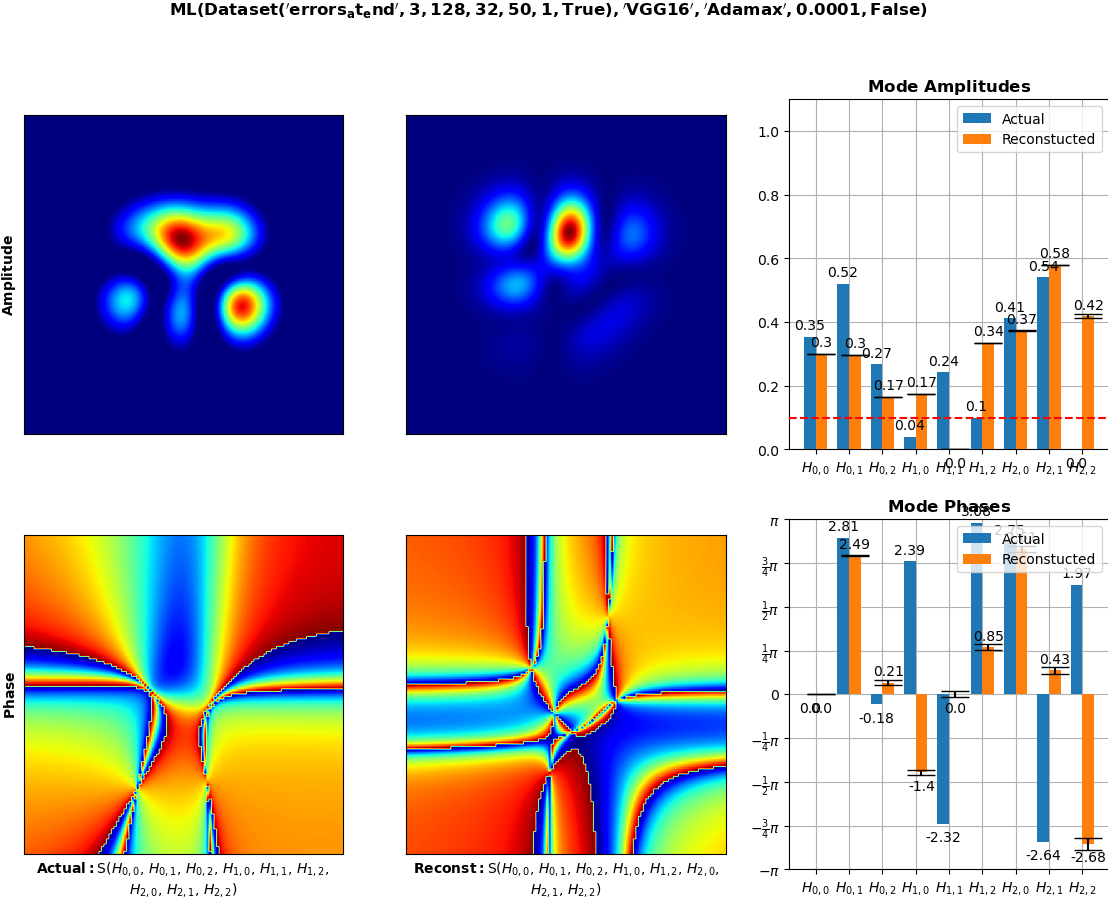 ML(Dataset('errors_at_end', 3, 128, 32, 50, 1, True), 'VGG16', 'Adamax', 0.0001, False)
Amplitude
Mode Amplitudes
Actual
Reconstucted
1.0
0.8
0.6
0.4
0.2
0.0
0.35
0.3
0.52
0.3
0.27
0.17
0.04
0.17
0.24
0.0
0.1
0.34
0.41
0.37
0.54
0.58
0.0
0.42
H0,0 H0,1 H0,2 H1,0 H1,1 H1,2 H2,0 H2,1 H2,2
Phase
Mode Phases
Actual
Reconstucted
π
3/4π
1/2π
1/4π
0
−1/4π
−1/2π
−3/4π
−π
0.0
0.0
2.81
2.49
-0.18
0.21
2.39
-1.4
-2.32
0.0
3.08
0.85
2.75
-2.64
0.43
1.97
-2.68
H0,0 H0,1 H0,2 H1,0 H1,1 H1,2 H2,0 H2,1 H2,2
Actual: S(H0,0, H0,1, H0,2, H1,0, H1,1, H1,2,
H2,0, H2,1, H2,2)
Reconst: S(H0,0, H0,1, H0,2, H1,0, H1,2, H2,0,
H2,1, H2,2)